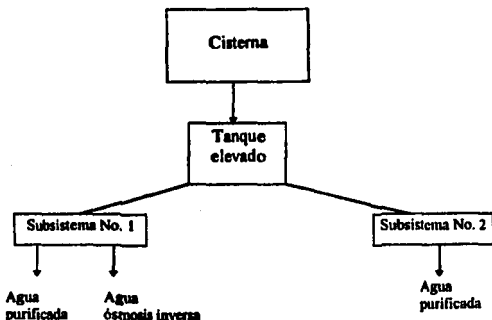 Cisterna
Tanque
elevado
Subsistema No. 1
Subsistema No. 2
Agua
purificada
Agua
ósmosis inversa
Agua
purificada